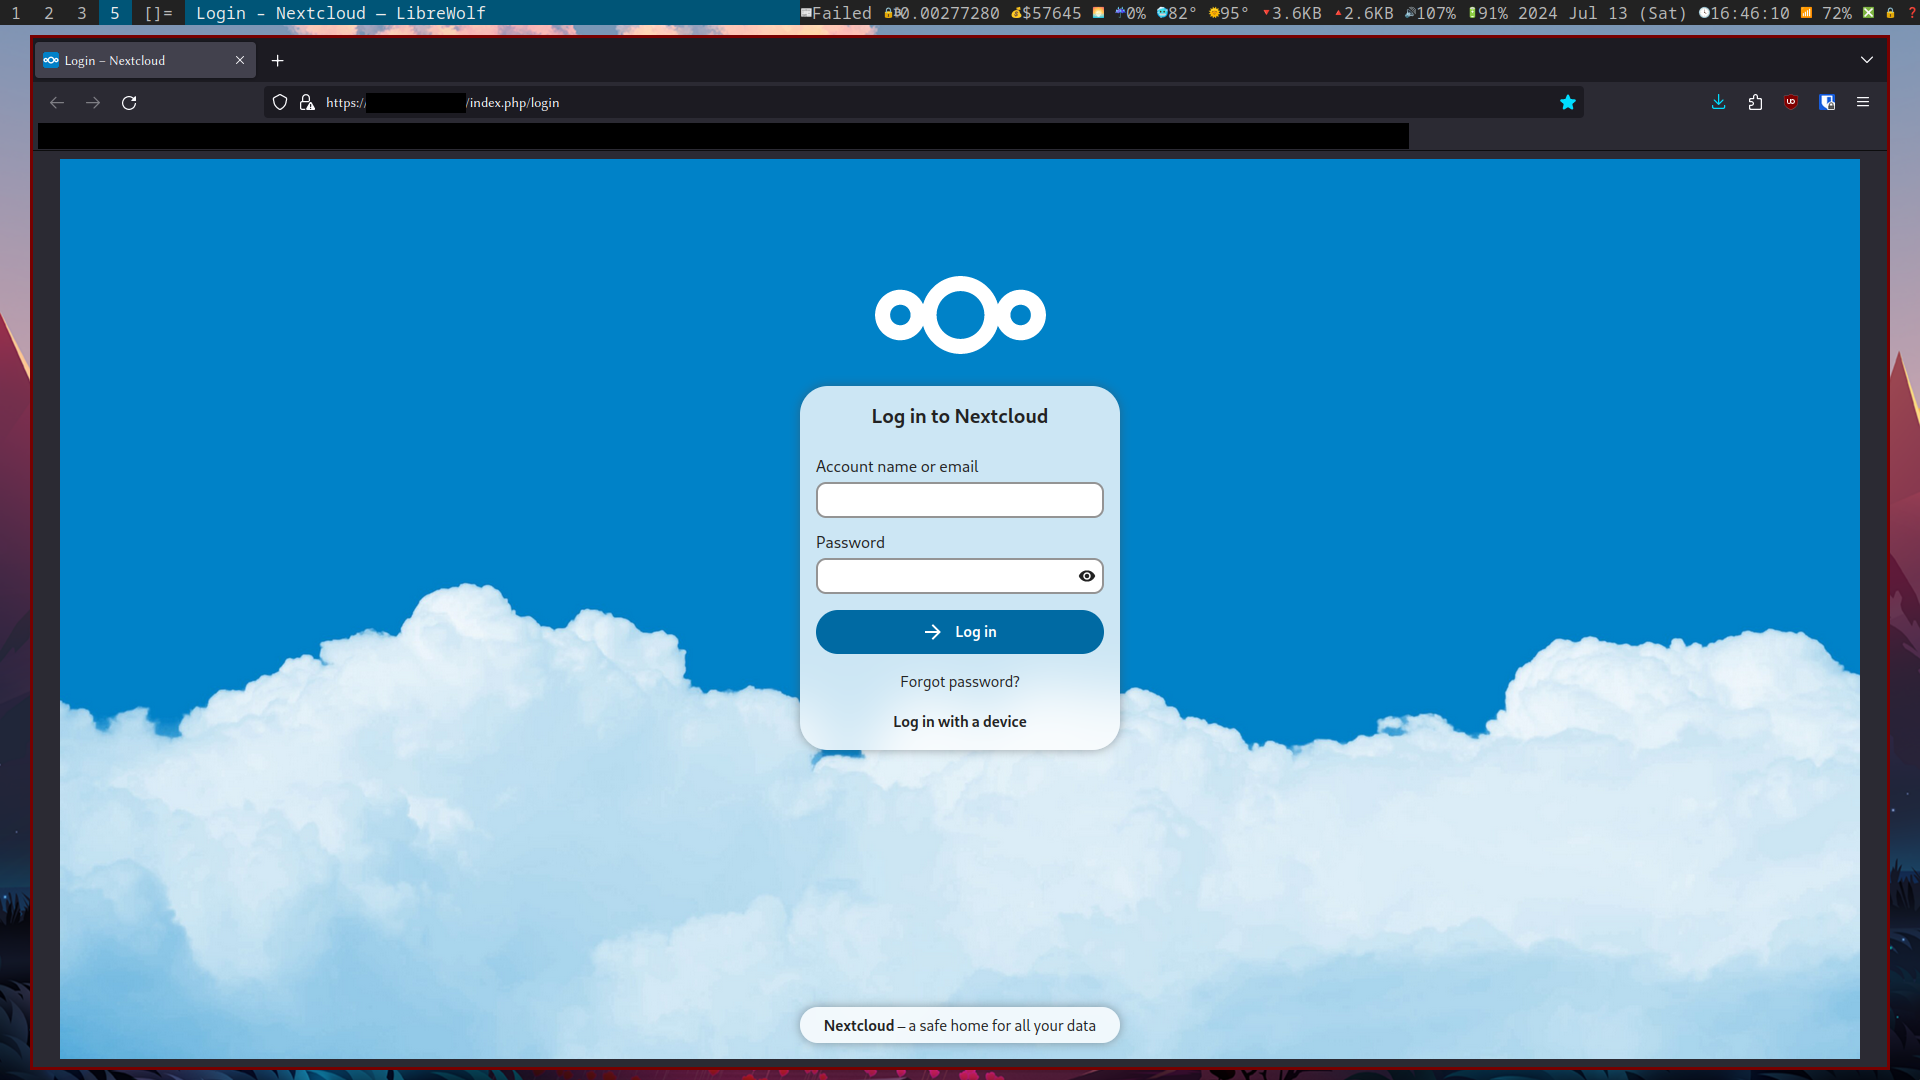 1 2 3 5 []= Login – Nextcloud — LibreWolf Failed 0.00277280 $57645 0% 82° 95° 3.6KB 2.6KB 107% 91% 2024 Jul 13 (Sat) 16:46:10 72%
Login – Nextcloud
https:// /index.php/login
Log in to Nextcloud
Account name or email
Password
Log in
Forgot password?
Log in with a device
Nextcloud – a safe home for all your data